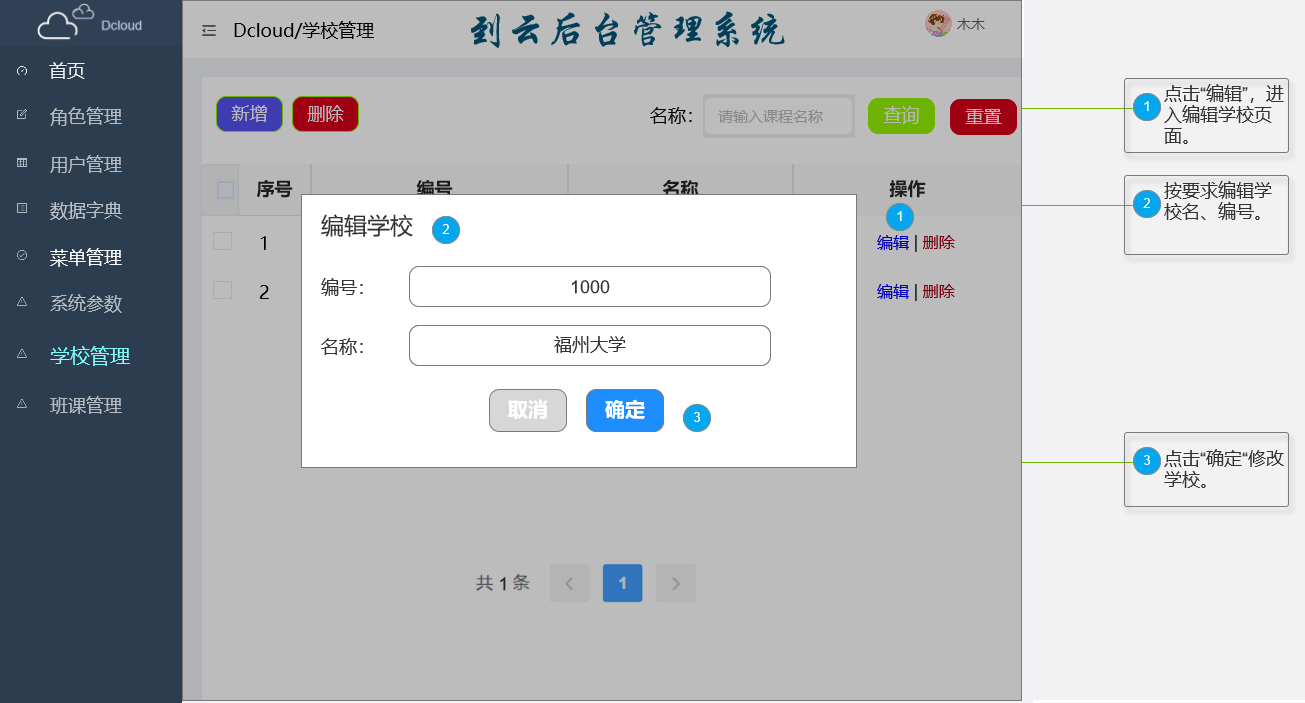 Dcloud
首页
角色管理
用户管理
数据字典
菜单管理
系统参数
学校管理
班课管理
Dcloud/学校管理
到云后台管理系统
木木
新增
删除
名称：
请输入课程名称
查询
重置
序号
编号
名称
操作
1
1
编辑 | 删除
2
编辑 | 删除
编辑学校
2
编号：
1000
名称：
福州大学
取消
确定
3
共 1 条
<
1
>
1
点击“编辑”，进
入编辑学校页
面。
2
按要求编辑学
校名、编号。
3
点击“确定“修改
学校。